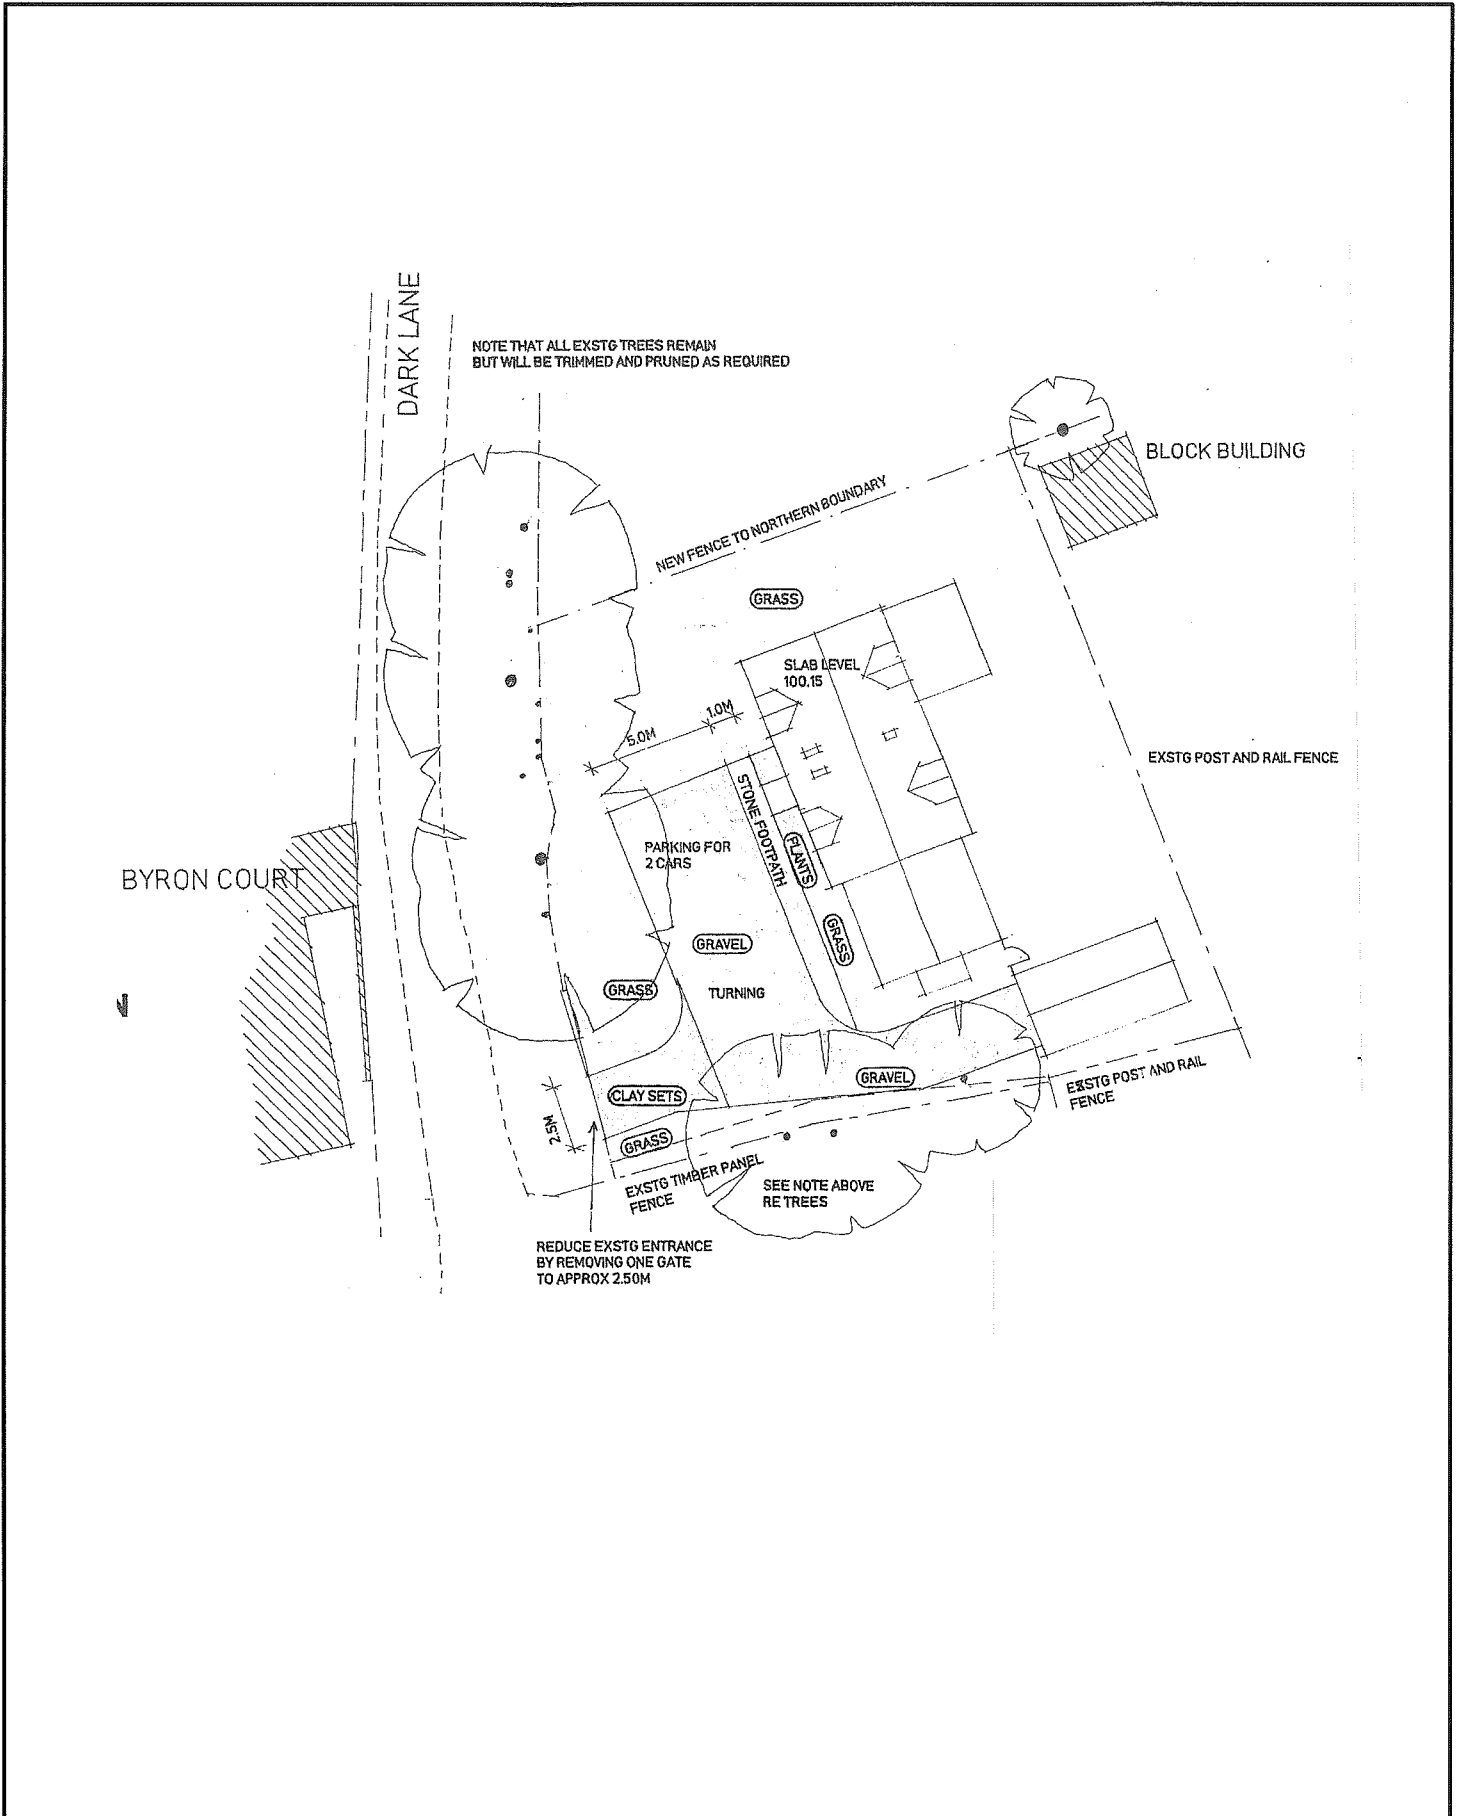 DARK LANE
NOTE THAT ALL EXSTG TREES REMAIN
BUT WILL BE TRIMMED AND PRUNED AS REQUIRED
BLOCK BUILDING
NEW FENCE TO NORTHERN BOUNDARY
GRASS
SLAB LEVEL
100.15
1.0M
5.0M
EXSTG POST AND RAIL FENCE
STONE FOOTPATH
PARKING FOR
2 CARS
PLANTS
BYRON COURT
GRASS
GRAVEL
GRASS
TURNING
GRAVEL
CLAY SETS
EXSTG POST AND RAIL
FENCE
2.5M
GRASS
EXSTG TIMBER PANEL
FENCE
SEE NOTE ABOVE
RE TREES
REDUCE EXSTG ENTRANCE
BY REMOVING ONE GATE
TO APPROX 2.50M